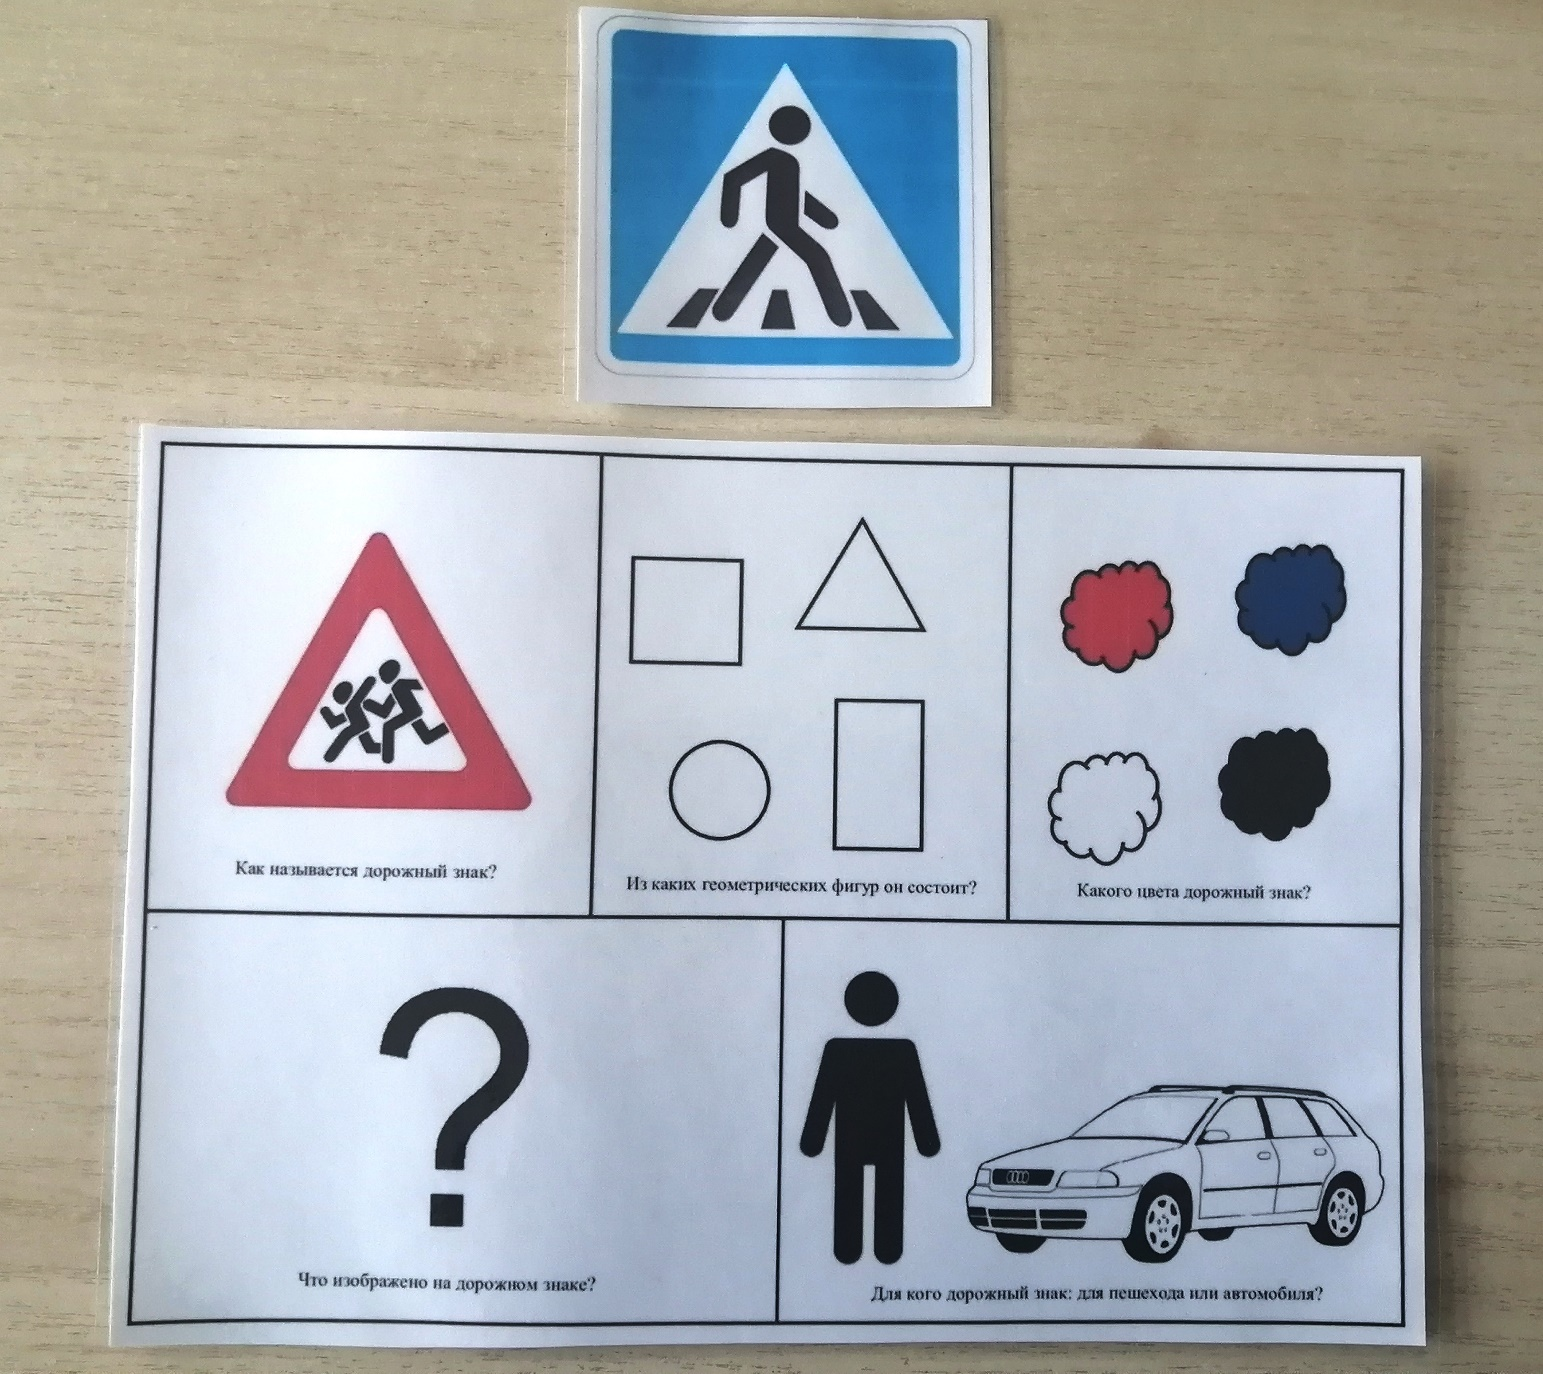 Как называется дорожный знак?
Из каких геометрических фигур он состоит?
Какого цвета дорожный знак?
Что изображено на дорожном знаке?
Для кого дорожный знак: для пешехода или автомобиля?